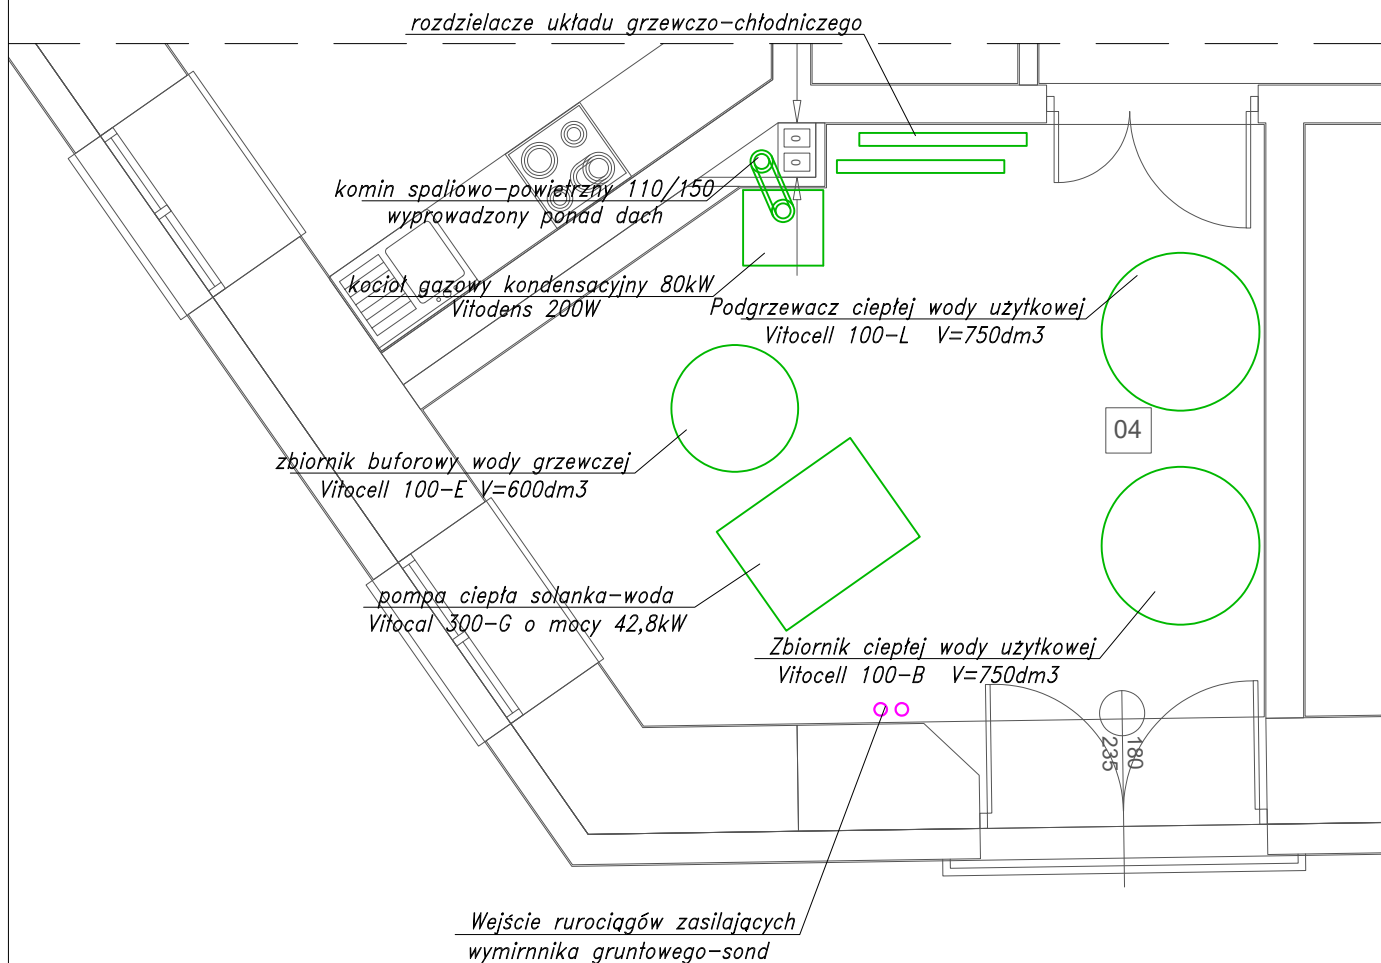 rozdzielacze układu grzewczo-chłodniczego
komin spaliowo-powietrzny 110/150
wyprowadzony ponad dach
kocioł gazowy kondensacyjny 80kW
Vitodens 200W
Podgrzewacz ciepłej wody użytkowej
Vitocell 100-L V=750dm3
04
zbiornik buforowy wody grzewczej
Vitocell 100-E V=600dm3
pompa ciepła solanka-woda
Vitocal 300-G o mocy 42,8kW
Zbiornik ciepłej wody użytkowej
Vitocell 100-B V=750dm3
180
235
Wejście rurociągów zasilających
wymirnnika gruntowego-sond